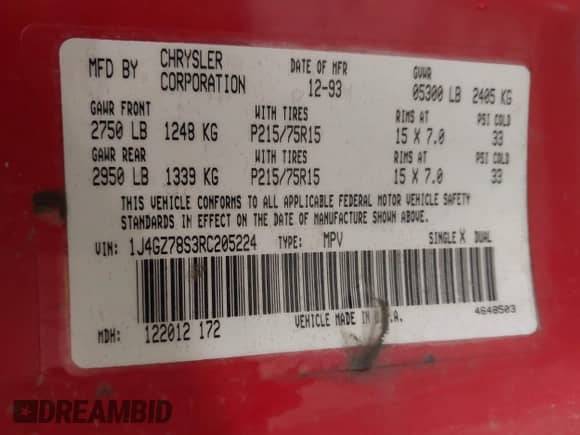 MFD BY CHRYSLER CORPORATION DATE OF MFR 12-93 GVWR 05300 LB 2405 KG
GAWR FRONT WITH TIRES RIMS AT PSI COLD
2750 LB 1248 KG P215/75R15 15 X 7.0 33
GAWR REAR WITH TIRES RIMS AT PSI COLD
2950 LB 1339 KG P215/75R15 15 X 7.0 33
THIS VEHICLE CONFORMS TO ALL APPLICABLE FEDERAL MOTOR VEHICLE SAFETY
STANDARDS IN EFFECT ON THE DATE OF MANUFACTURE SHOWN ABOVE.
VIN: 1J4GZ78S3RC205224 TYPE: MPV SINGLE X DUAL
MDH: 122012 172 VEHICLE MADE IN U.S.A. 4648503
DREAMBID